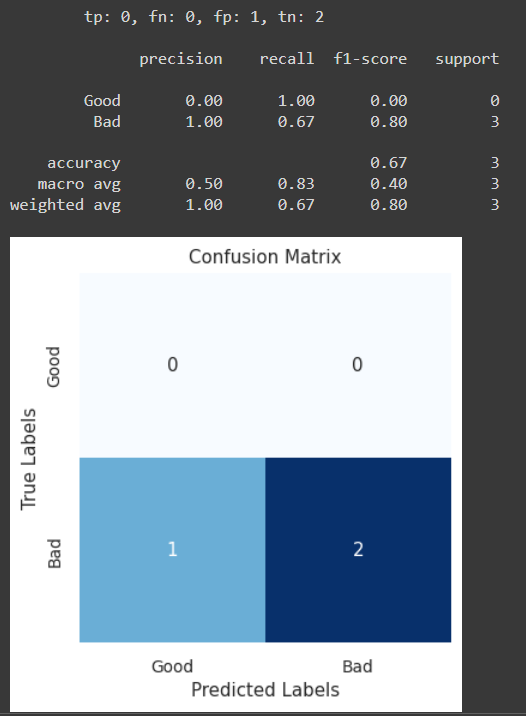 tp: 0, fn: 0, fp: 1, tn: 2
precision recall f1-score support
Good 0.00 1.00 0.00 0
Bad 1.00 0.67 0.80 3
accuracy 0.67 3
macro avg 0.50 0.83 0.40 3
weighted avg 1.00 0.67 0.80 3
Confusion Matrix
True Labels
Good
0 0
Bad
1 2
Good Bad
Predicted Labels